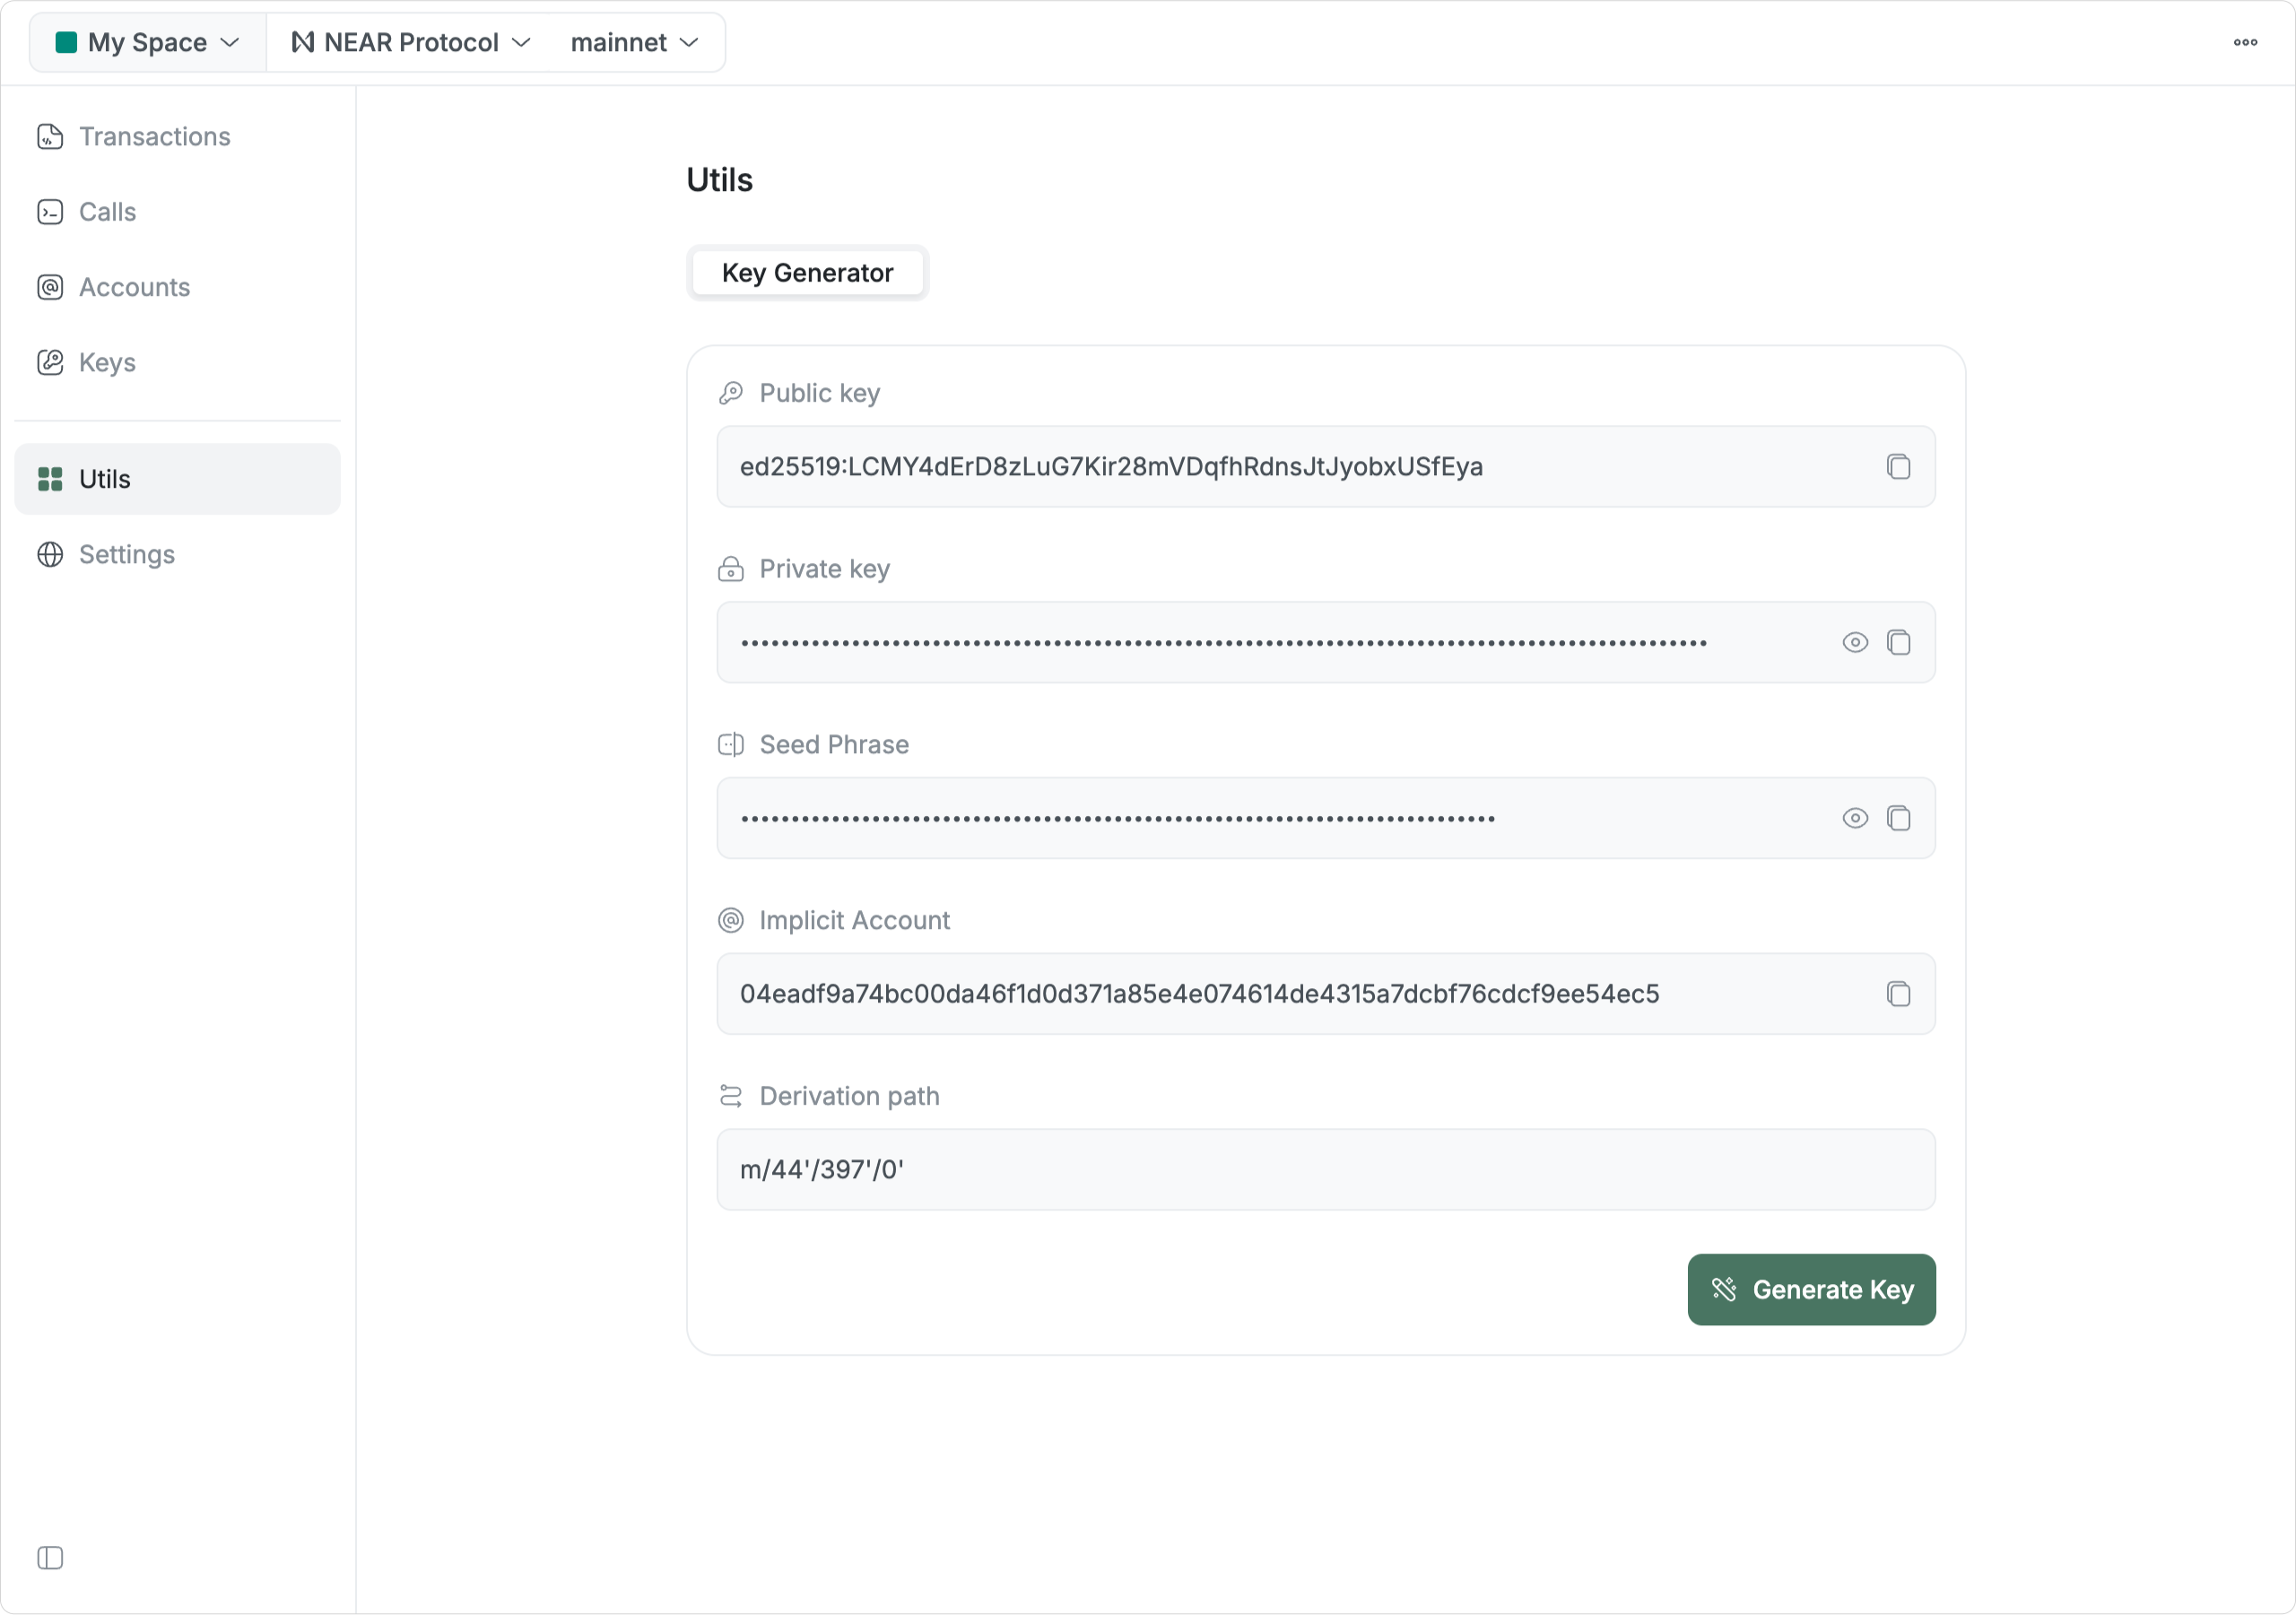 My Space
NEAR Protocol
mainnet
Transactions
Calls
Accounts
Keys
Utils
Settings
Utils
Key Generator
Public key
ed25519:LCMY4dErD8zLuG7Kir28mVDqfhRdnsJtJyobxUSfEya
Private key
Seed Phrase
Implicit Account
04eadf9a74bc00da46f1d0d371a85e4e074614de4315a7dcbf76cdcf9ee54ec5
Derivation path
m/44'/397'/0'
Generate Key